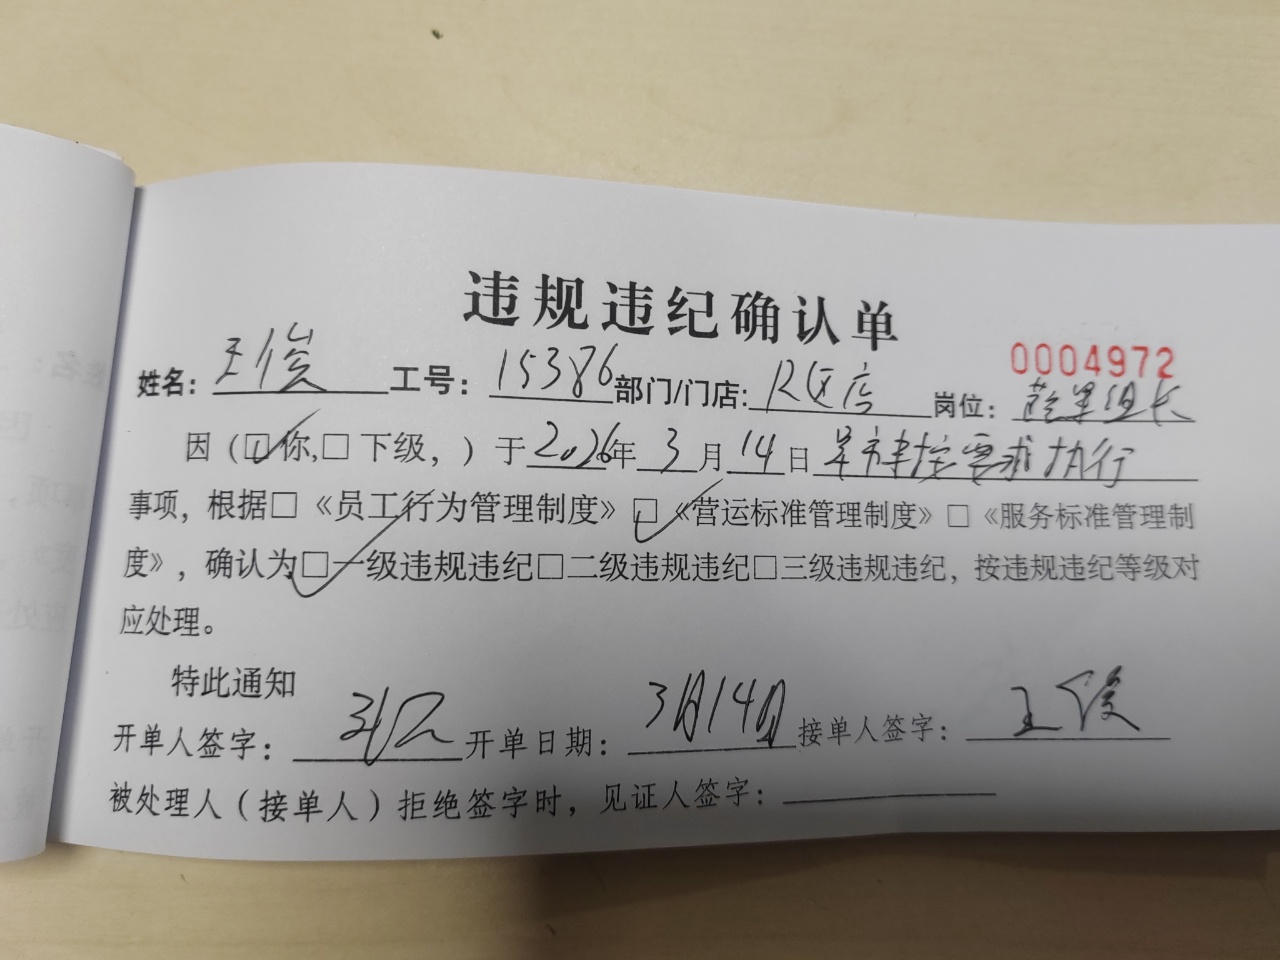 违规违纪确认单
0004972
姓名：王俊 工号：15386 部门/门店: 店 岗位：蔬果组长
因（☑你,□下级，）于2026年3月14日 要求执行
事项，根据□《员工行为管理制度》☑《营运标准管理制度》□《服务标准管理制
度》，确认为☑一级违规违纪□二级违规违纪□三级违规违纪，按违规违纪等级对
应处理。
特此通知
开单人签字： 开单日期：3月14日 接单人签字：王俊
被处理人（接单人）拒绝签字时，见证人签字：